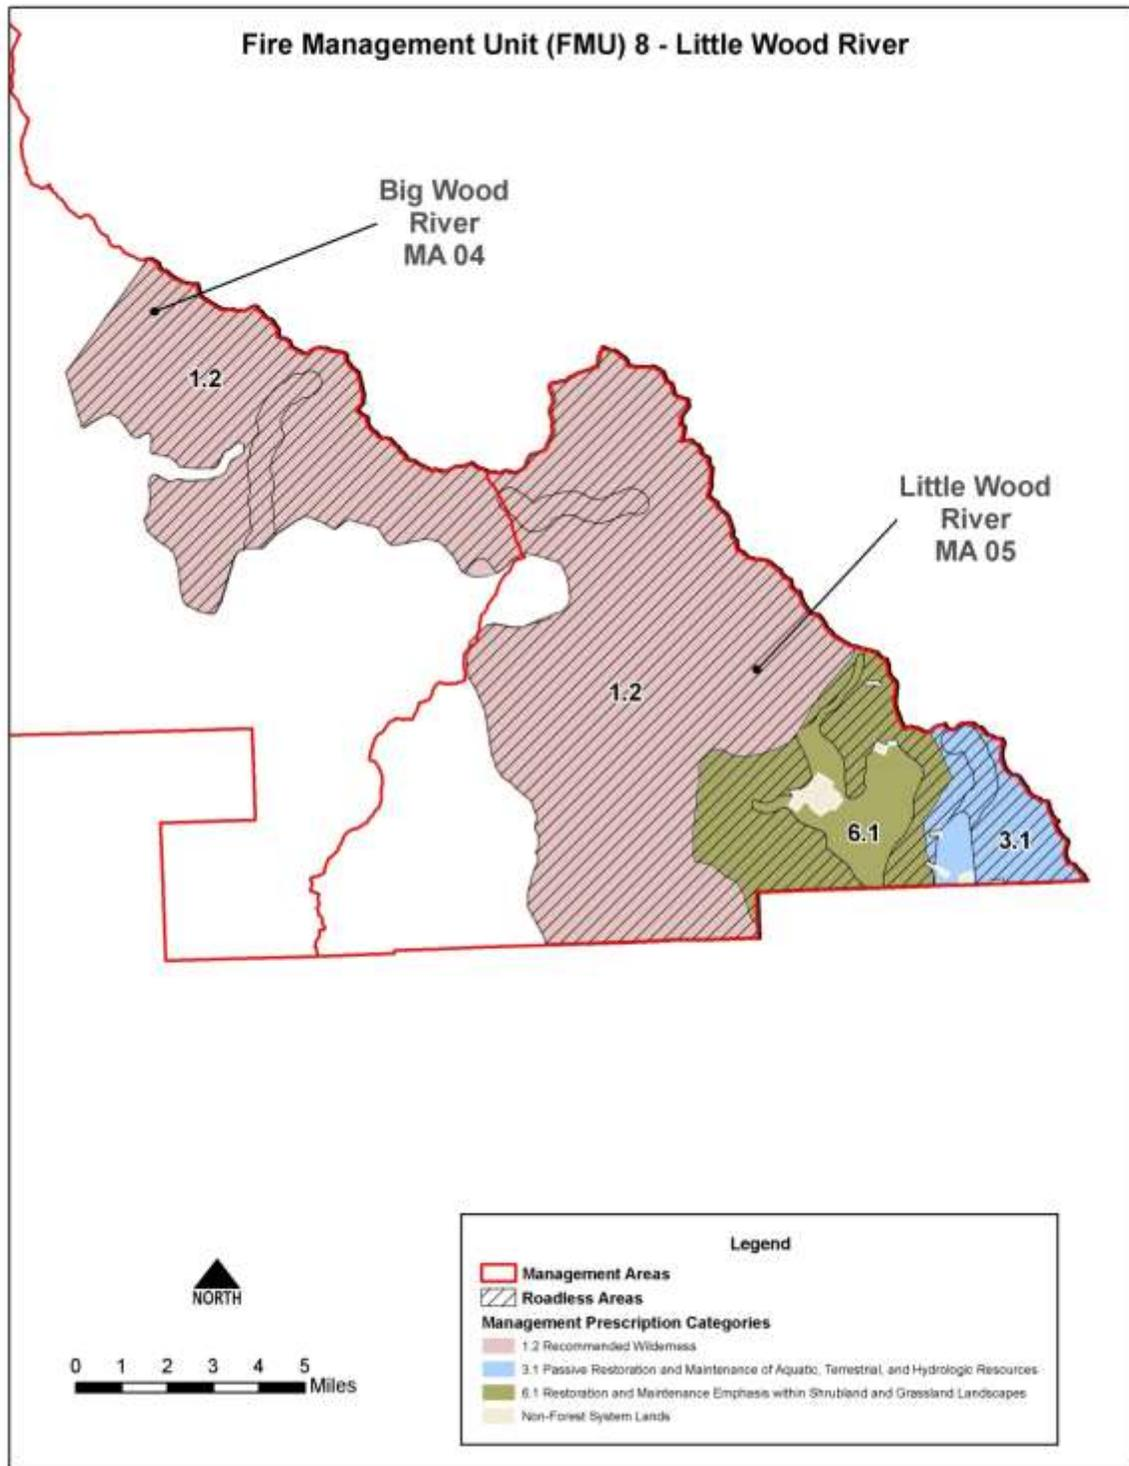 Fire Management Unit (FMU) 8 - Little Wood River
Big Wood
River
MA 04
1.2
Little Wood
River
MA 05
1.2
6.1
3.1
Legend
Management Areas
Roadless Areas
Management Prescription Categories
1.2 Recommended Wilderness
3.1 Passive Restoration and Maintenance of Aquatic, Terrestrial, and Hydrologic Resources
6.1 Restoration and Maintenance Emphasis within Shrubland and Grassland Landscapes
Non-Forest System Lands
NORTH
0 1 2 3 4 5
Miles